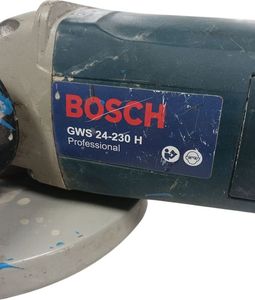 BOSCH
GWS 24-230 H
Professional